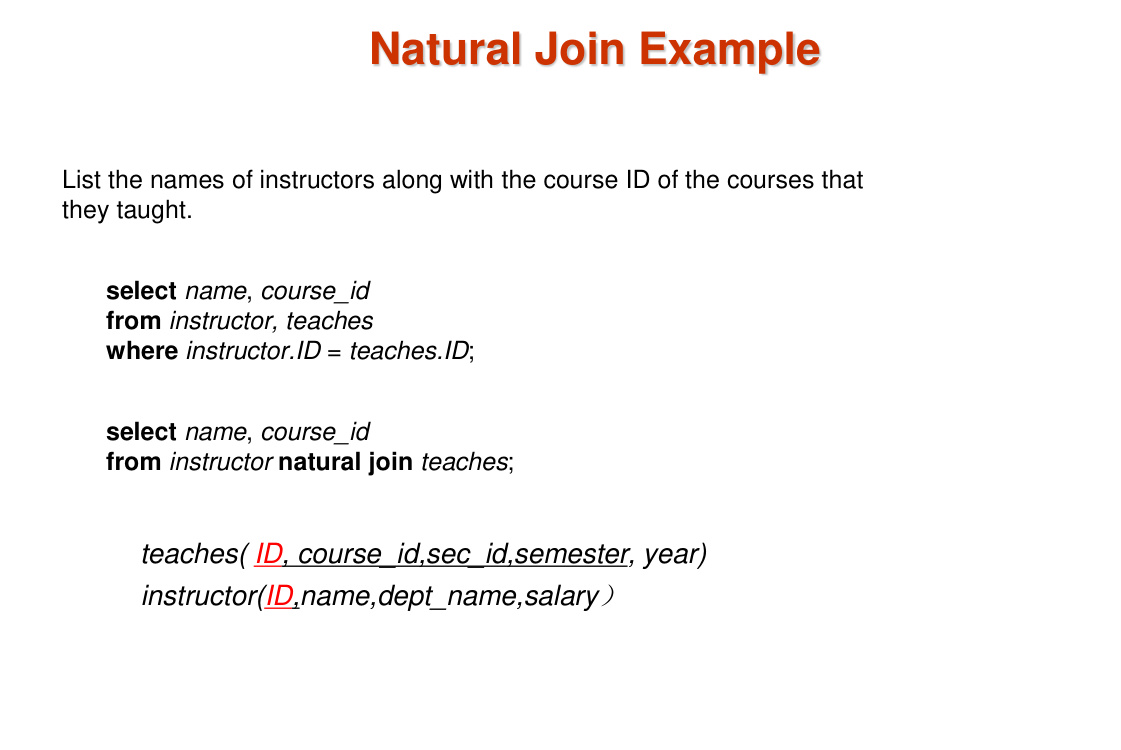 Natural Join Example
List the names of instructors along with the course ID of the courses that
they taught.
select name, course_id
from instructor, teaches
where instructor.ID = teaches.ID;
select name, course_id
from instructor natural join teaches;
teaches( ID, course_id,sec_id,semester, year)
instructor(ID,name,dept_name,salary）